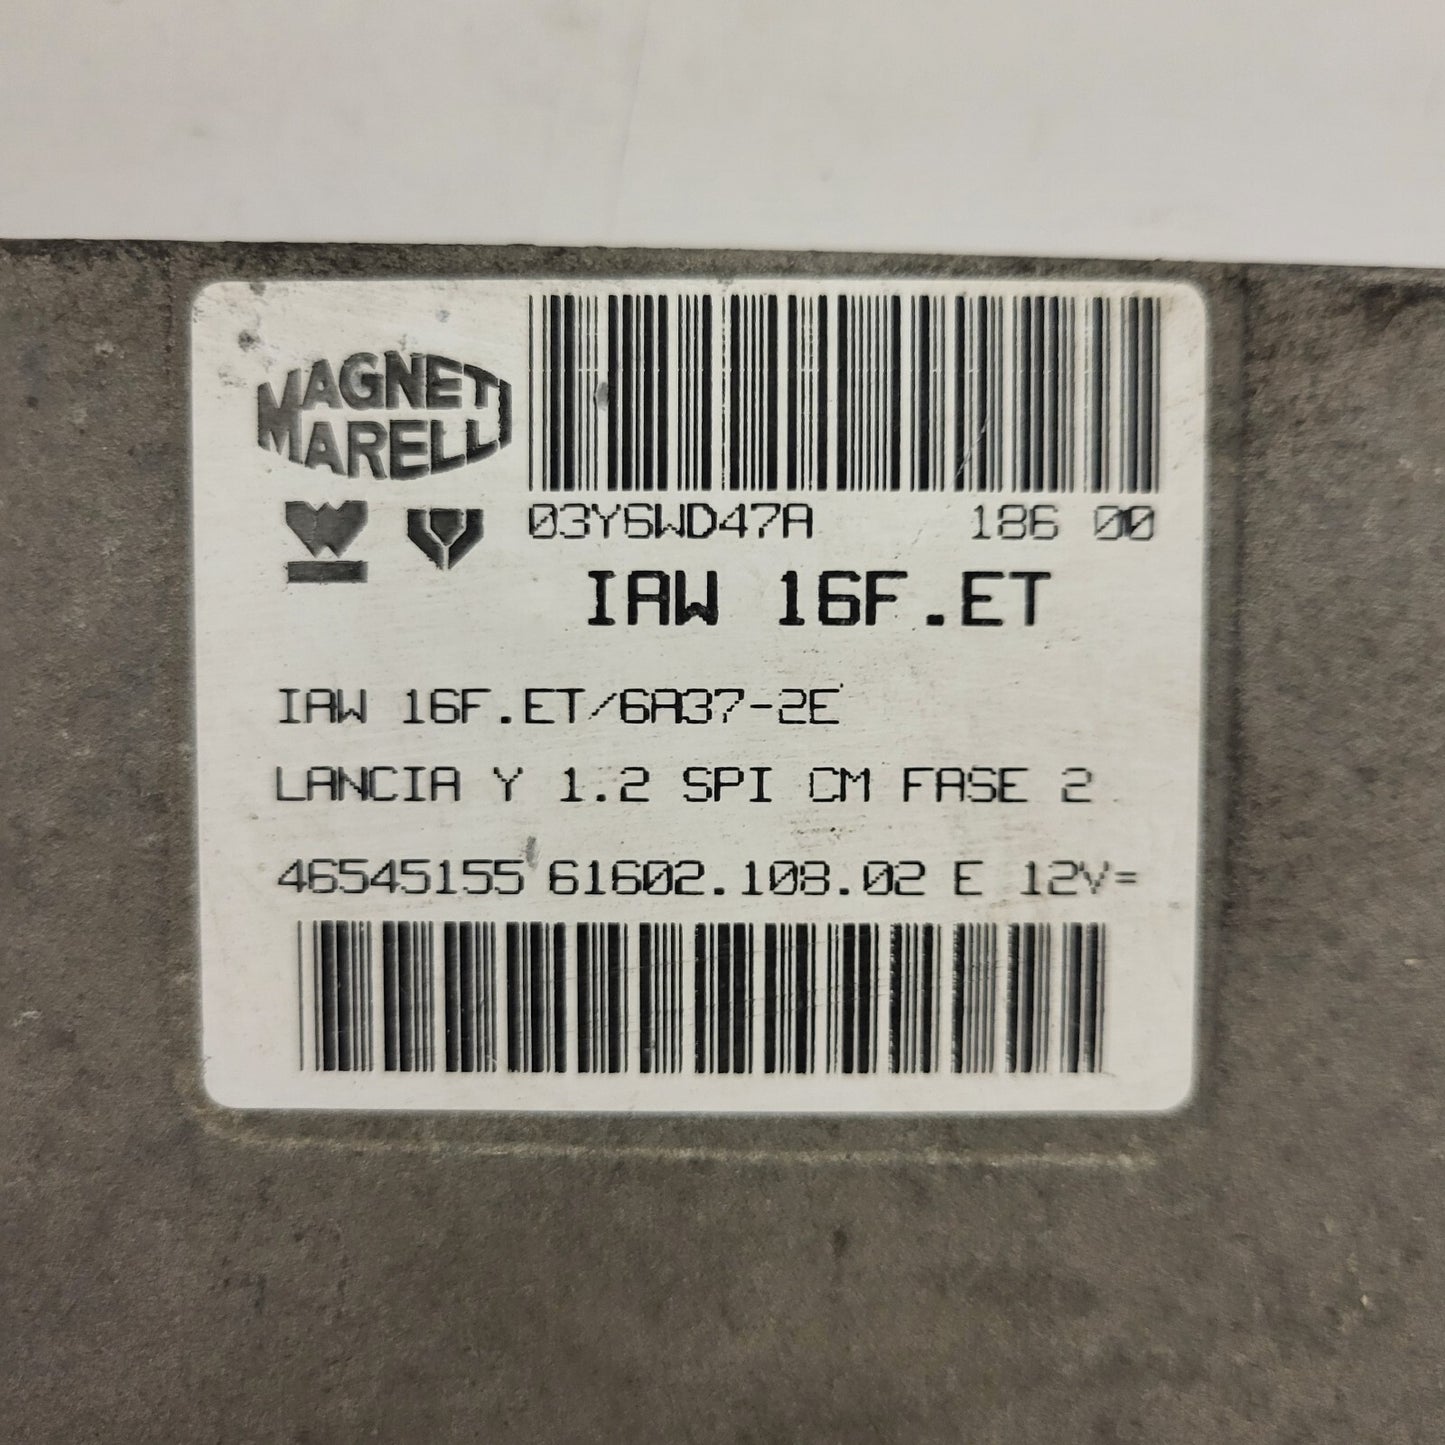 MAGNETI
MARELLI
03Y6WD47A 186 00
IAW 16F.ET
IAW 16F.ET/6A37-2E
LANCIA Y 1.2 SPI CM FASE 2
46545155 61602.108.02 E 12V=